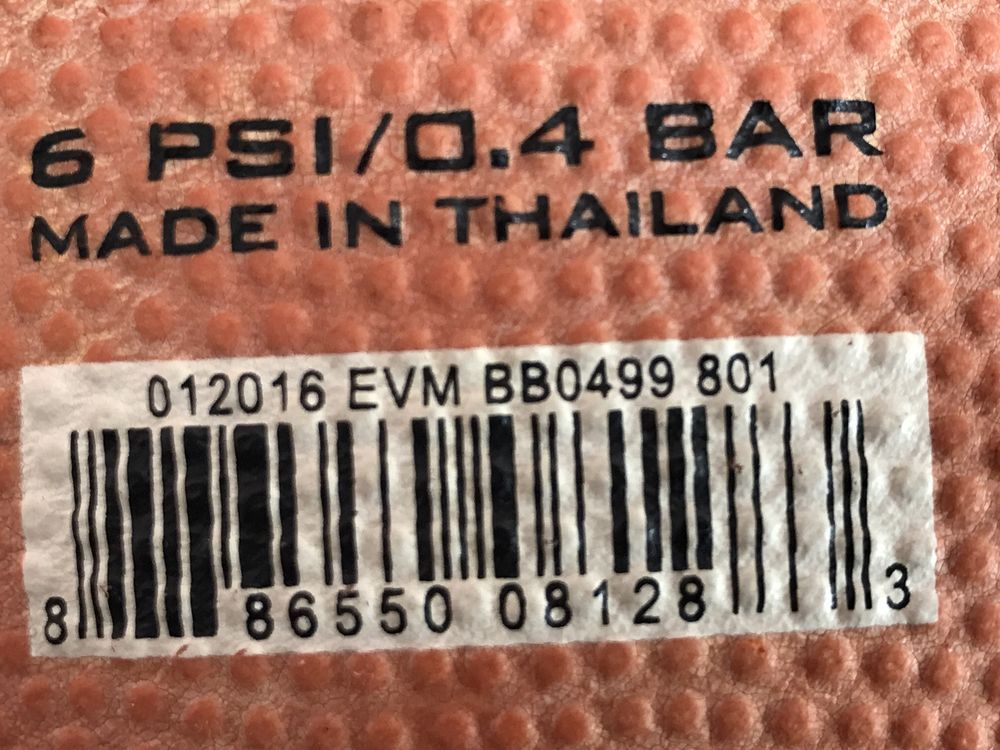 6 PSI/0.4 BAR
MADE IN THAILAND
012016 EVM BB0499 801
8 86550 08128 3